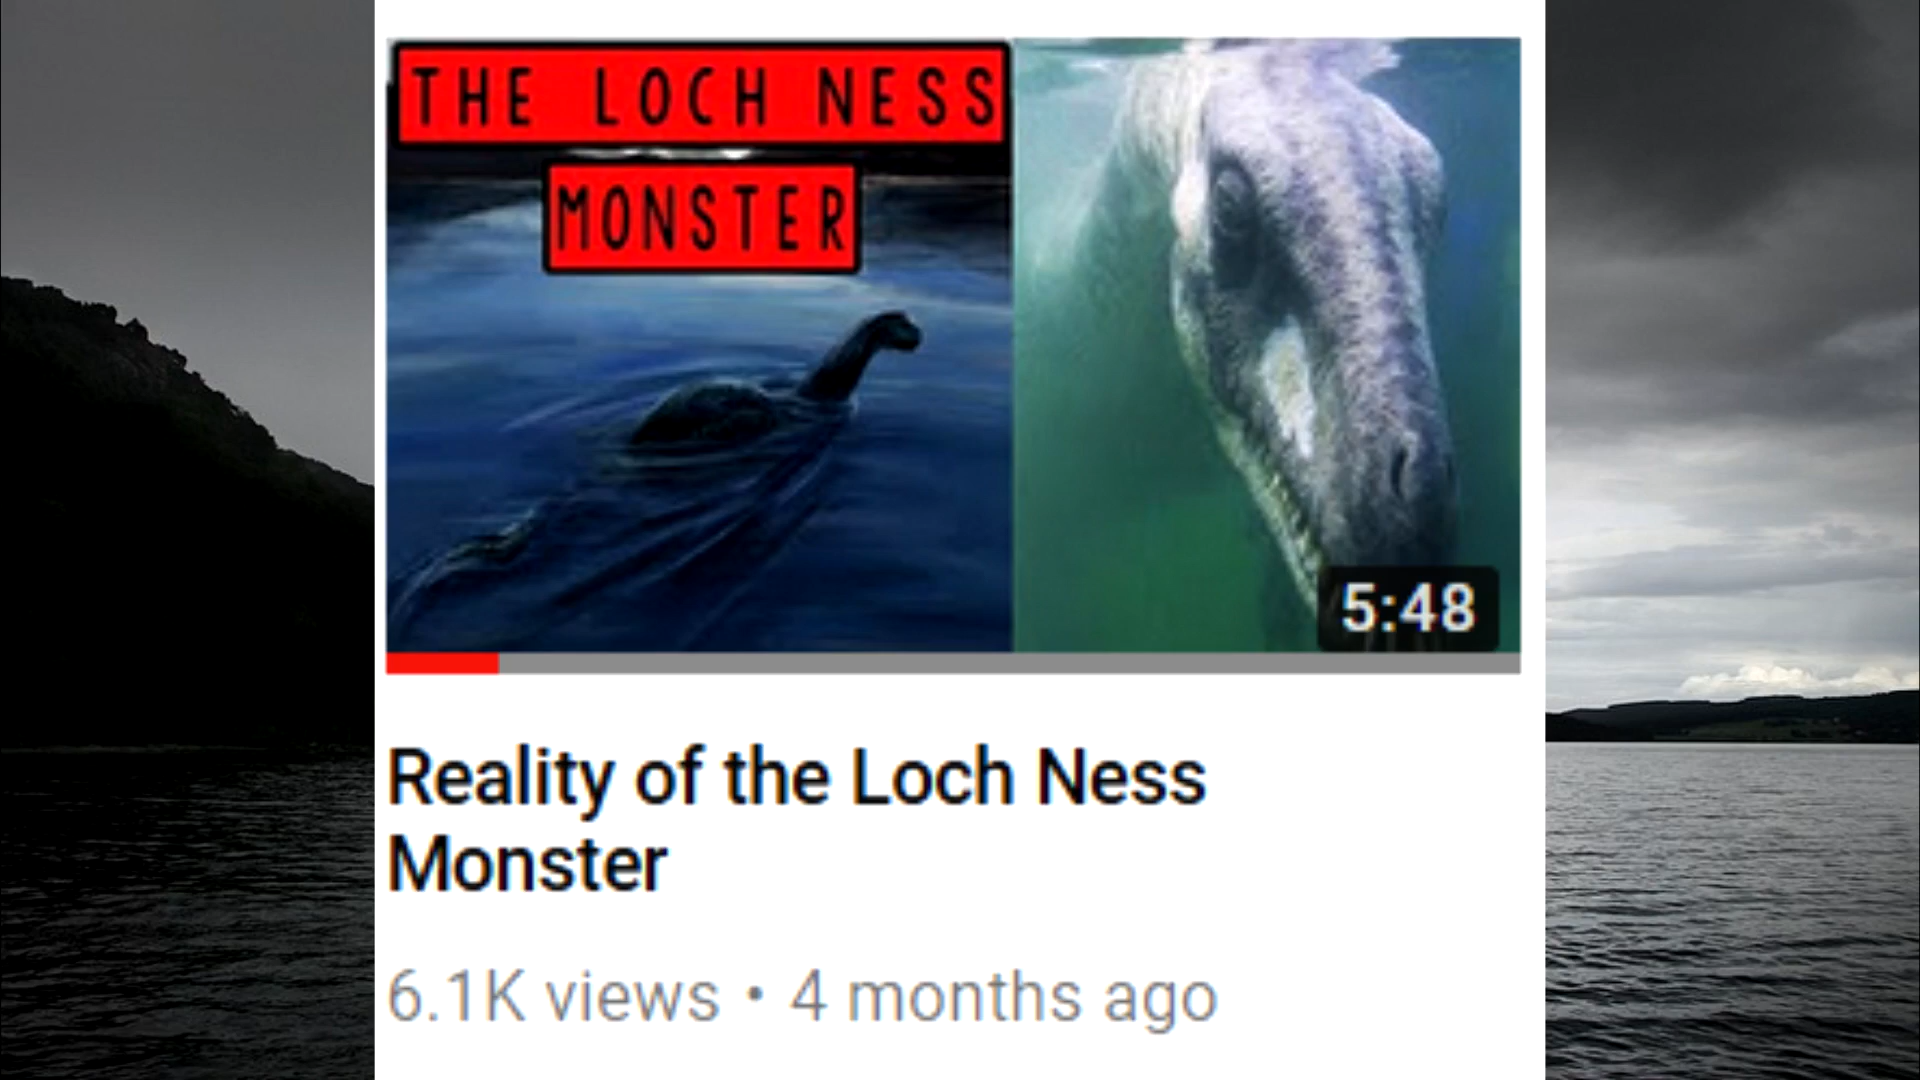 THE LOCH NESS
MONSTER
5:48
Reality of the Loch Ness
Monster
6.1K views • 4 months ago